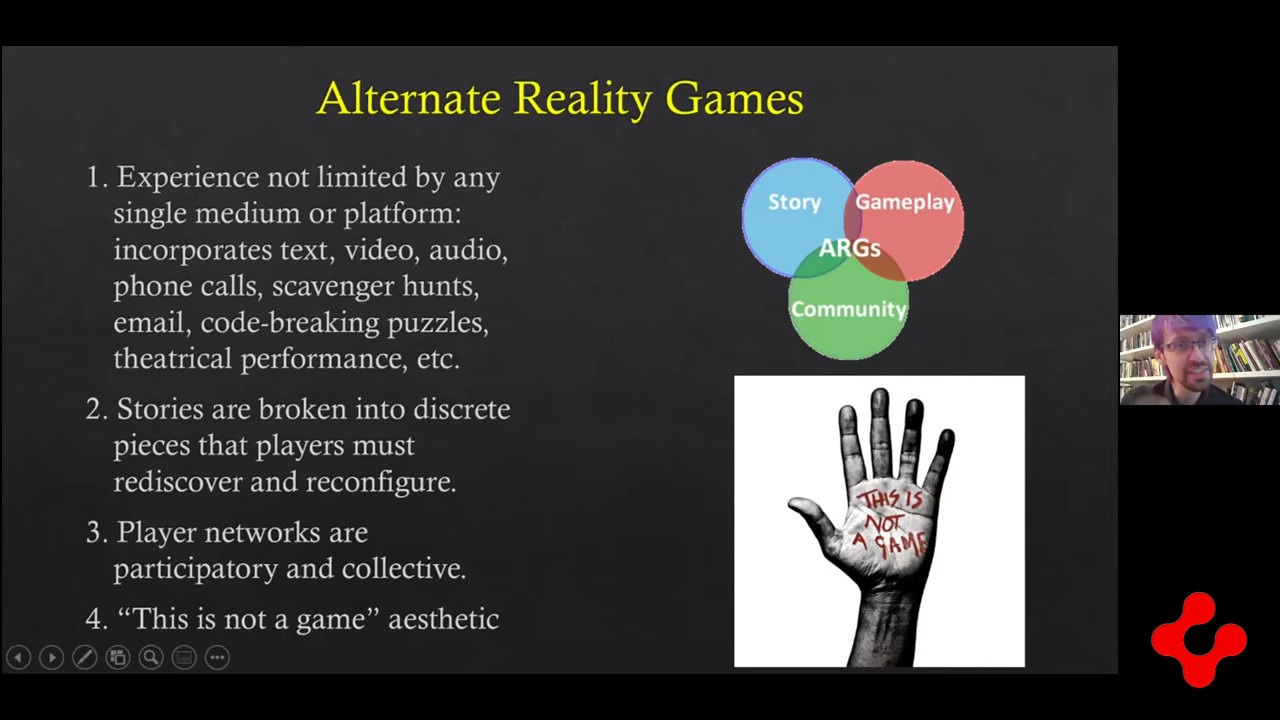 Alternate Reality Games
1. Experience not limited by any
single medium or platform:
incorporates text, video, audio,
phone calls, scavenger hunts,
email, code-breaking puzzles,
theatrical performance, etc.
2. Stories are broken into discrete
pieces that players must
rediscover and reconfigure.
3. Player networks are
participatory and collective.
4. “This is not a game” aesthetic
Story
Gameplay
ARGs
Community
THIS IS
NOT
A GAME